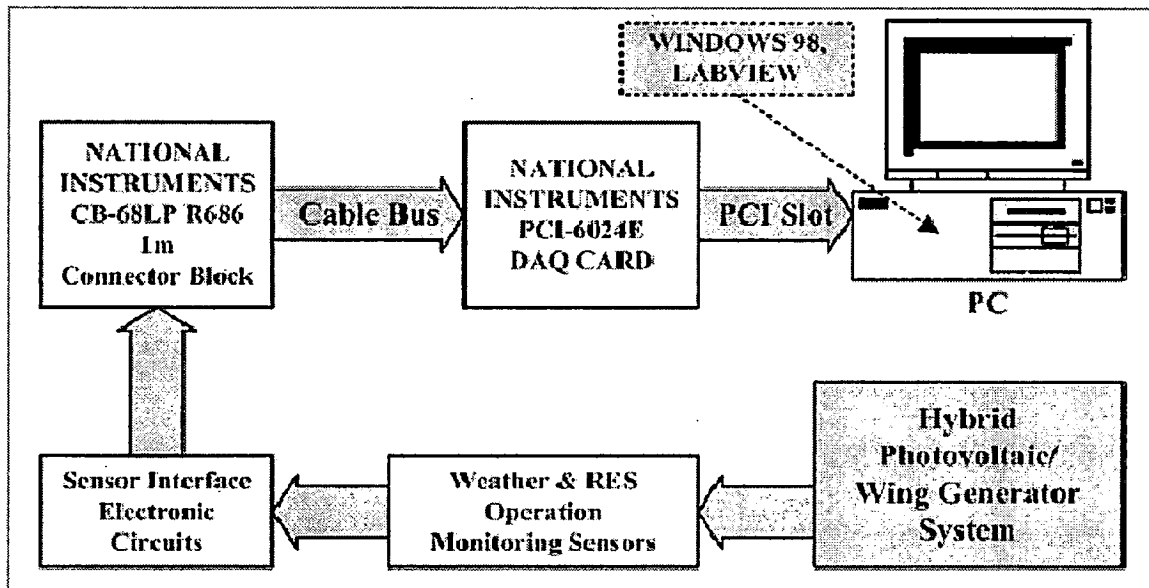 WINDOWS 98,
LABVIEW
NATIONAL
INSTRUMENTS
CB-68LP R686
1m
Connector Block
Cable Bus
NATIONAL
INSTRUMENTS
PCI-6024E
DAQ CARD
PCI Slot
PC
Sensor Interface
Electronic
Circuits
Weather & RES
Operation
Monitoring Sensors
Hybrid
Photovoltaic/
Wing Generator
System